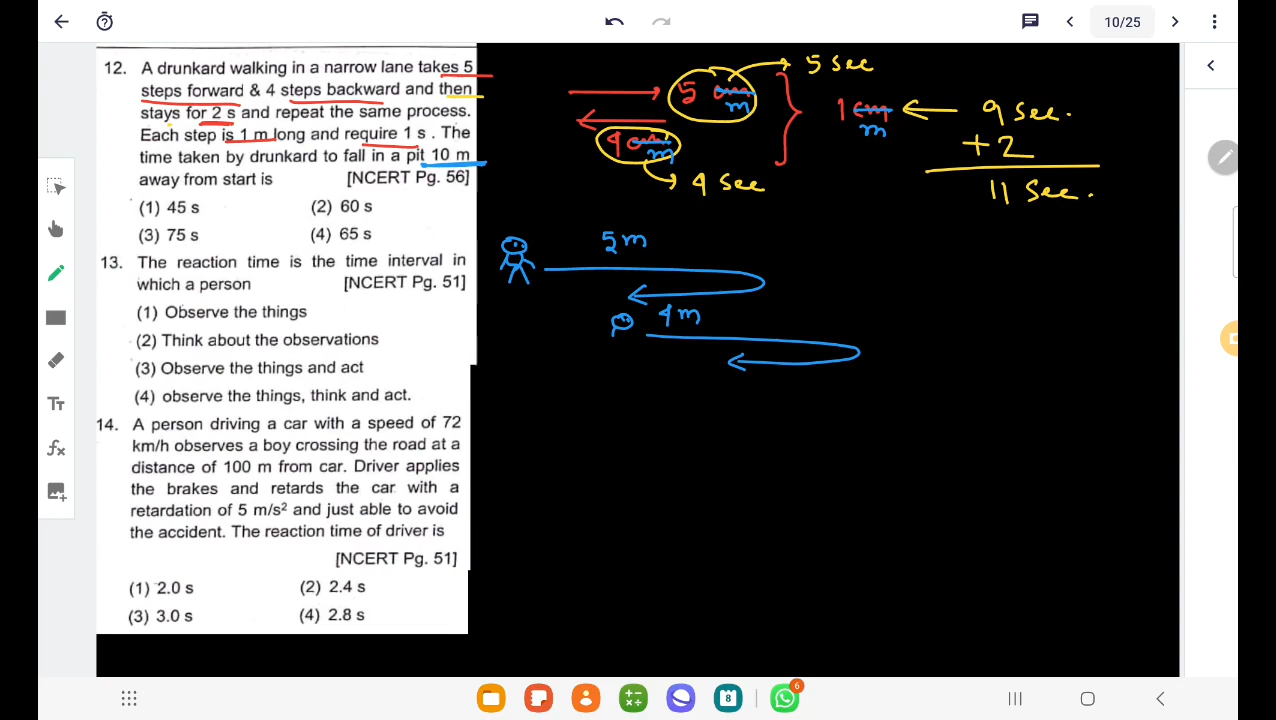 10/25
12. A drunkard walking in a narrow lane takes 5
steps forward & 4 steps backward and then
stays for 2 s and repeat the same process.
Each step is 1 m long and require 1 s . The
time taken by drunkard to fall in a pit 10 m
away from start is [NCERT Pg. 56]
(1) 45 s (2) 60 s
(3) 75 s (4) 65 s
13. The reaction time is the time interval in
which a person [NCERT Pg. 51]
(1) Observe the things
(2) Think about the observations
(3) Observe the things and act
(4) observe the things, think and act.
14. A person driving a car with a speed of 72
km/h observes a boy crossing the road at a
distance of 100 m from car. Driver applies
the brakes and retards the car with a
retardation of 5 m/s² and just able to avoid
the accident. The reaction time of driver is
[NCERT Pg. 51]
(1) 2.0 s (2) 2.4 s
(3) 3.0 s (4) 2.8 s
5 sec
5 cm
m
1 cm
m
9 sec.
4 cm
m
+2
4 sec
11 sec.
5m
4m
Tt
fx
8
6